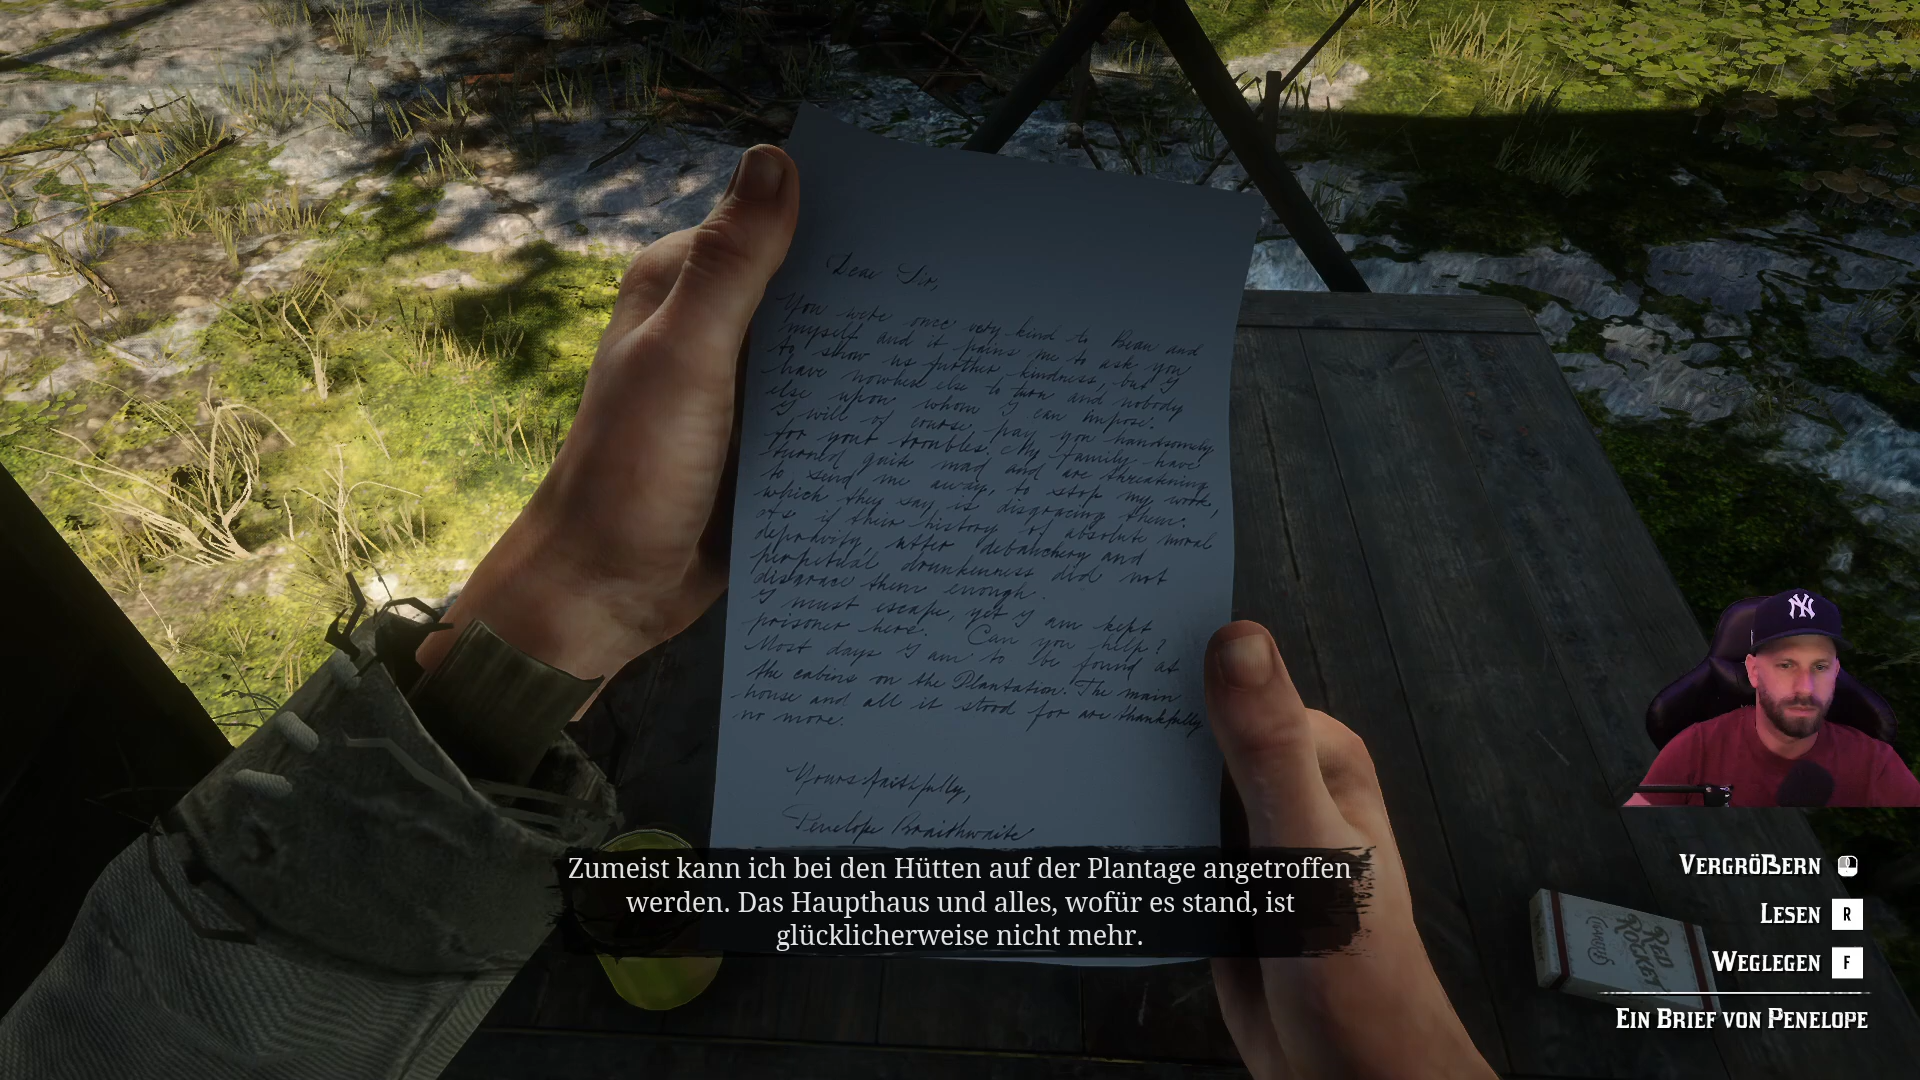 Dear Sir,
You were once very kind to Beau and
myself and it pains me to ask you
to show us further kindness, but I
have nowhere else to turn and nobody
else upon whom I can impose.
I will of course, pay you handsomely
for your troubles. My family have
turned quite mad and are threatening
to send me away, to stop my work,
which they say is disgracing them.
As if their history of absolute moral
depravity, utter debauchery and
perpetual drunkenness did not
disgrace them enough.
I must escape, yet I am kept
prisoner here. Can you help?
Most days I am to be found at
the cabins on the Plantation. The main
house and all it stood for are thankfully
no more.
Yours faithfully,
Penelope Braithwaite
Zumeist kann ich bei den Hütten auf der Plantage angetroffen
werden. Das Haupthaus und alles, wofür es stand, ist
glücklicherweise nicht mehr.
NY
RED
ROCKET
VERGRÖẞERN
LESEN R
WEGLEGEN F
EIN BRIEF VON PENELOPE